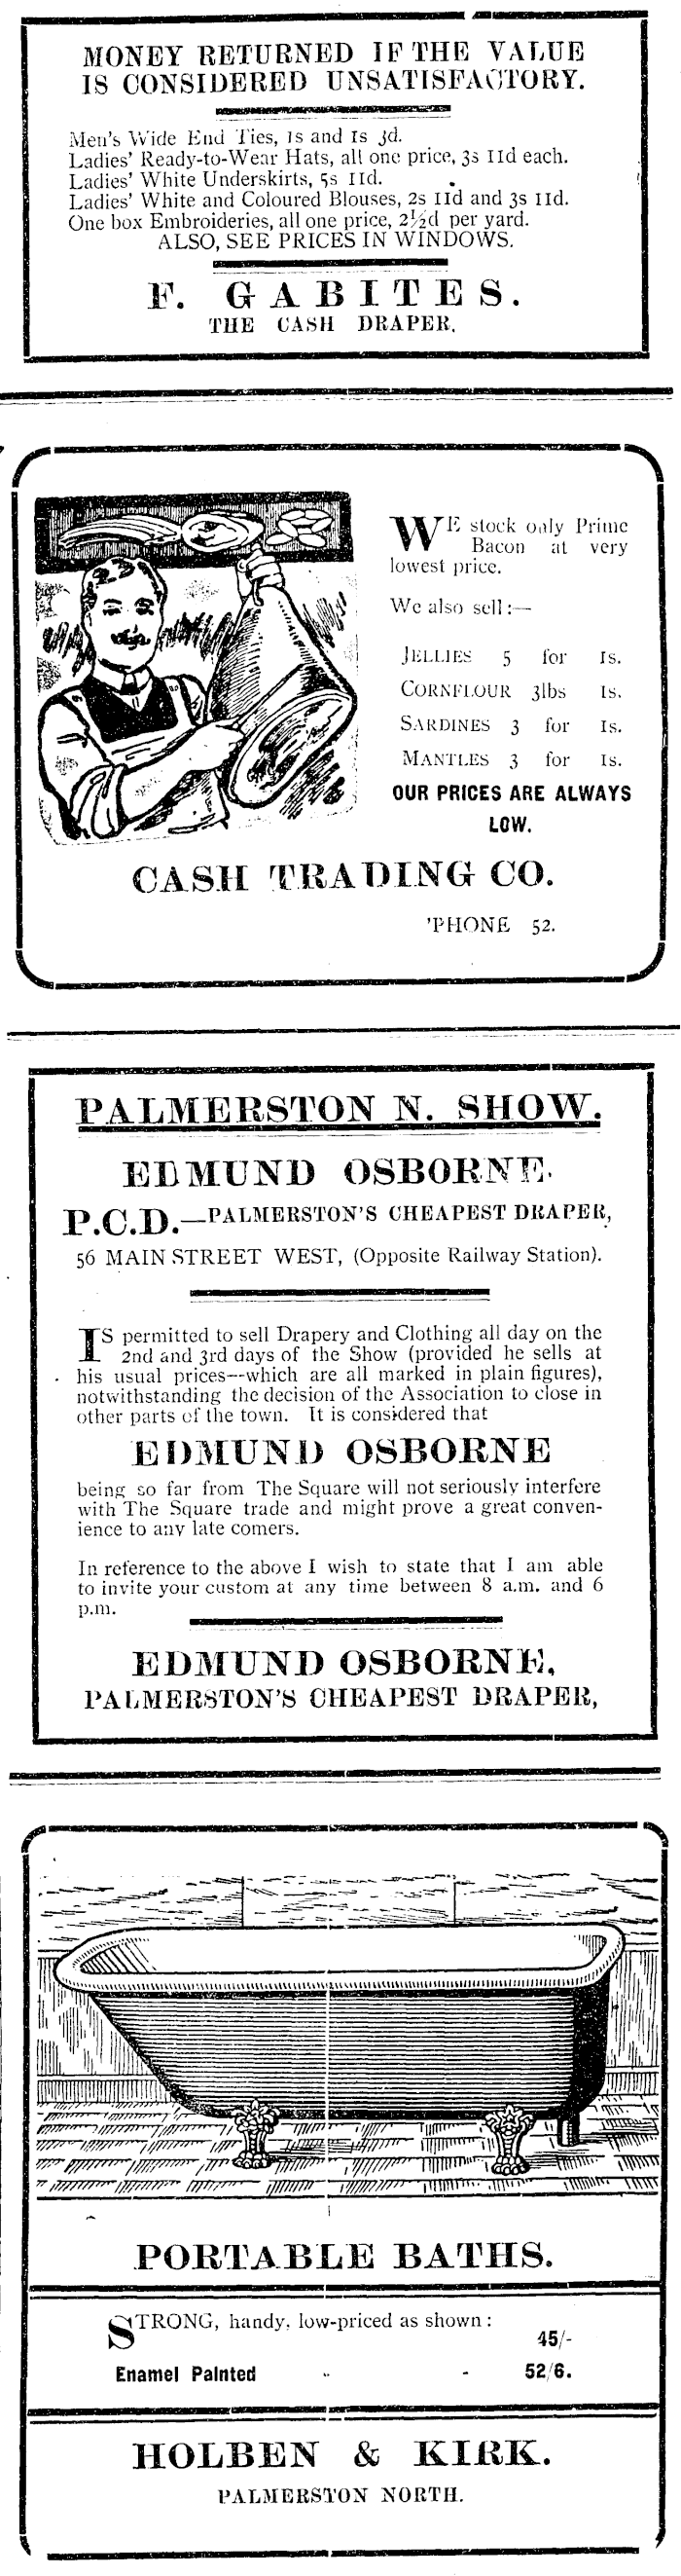 MONEY RETURNED IF THE VALUE
IS CONSIDERED UNSATISFACTORY.
Men's Wide End Ties, 1s and 1s 3d.
Ladies' Ready-to-Wear Hats, all one price, 3s 11d each.
Ladies' White Underskirts, 5s 11d.
Ladies' White and Coloured Blouses, 2s 11d and 3s 11d.
One box Embroideries, all one price, 2½d per yard.
ALSO, SEE PRICES IN WINDOWS.
F. GABITES.
THE CASH DRAPER.
WE stock only Prime
Bacon at very
lowest price.
We also sell:—
JELLIES 5 for 1s.
CORNFLOUR 3lbs 1s.
SARDINES 3 for 1s.
MANTLES 3 for 1s.
OUR PRICES ARE ALWAYS
LOW.
CASH TRADING CO.
'PHONE 52.
PALMERSTON N. SHOW.
EDMUND OSBORNE.
P.C.D.—PALMERSTON'S CHEAPEST DRAPER,
56 MAIN STREET WEST, (Opposite Railway Station).
IS permitted to sell Drapery and Clothing all day on the
2nd and 3rd days of the Show (provided he sells at
his usual prices--which are all marked in plain figures),
notwithstanding the decision of the Association to close in
other parts of the town. It is considered that
EDMUND OSBORNE
being so far from The Square will not seriously interfere
with The Square trade and might prove a great conven-
ience to any late comers.
In reference to the above I wish to state that I am able
to invite your custom at any time between 8 a.m. and 6
p.m.
EDMUND OSBORNE,
PALMERSTON'S CHEAPEST DRAPER,
PORTABLE BATHS.
STRONG, handy, low-priced as shown:
45/-
Enamel Painted - - 52/6.
HOLBEN & KIRK.
PALMERSTON NORTH.